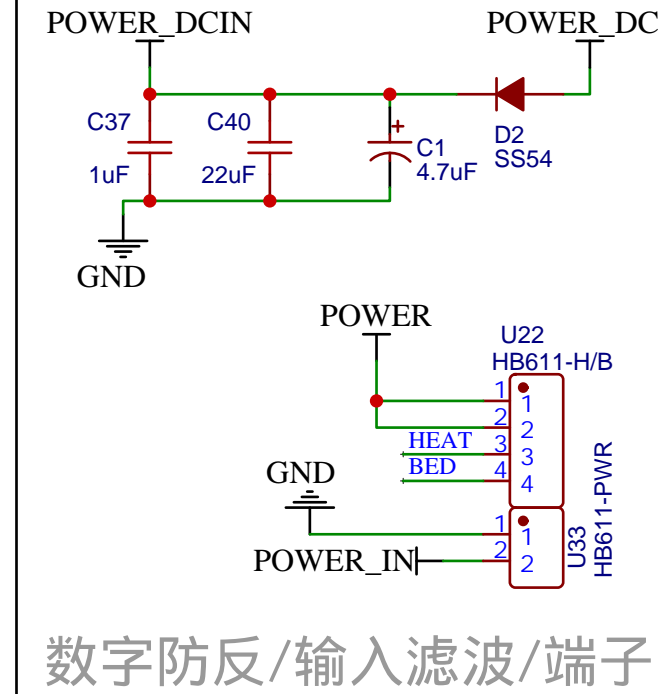 POWER_DCIN
POWER_DC
C37
1uF
C40
22uF
+
C1
4.7uF
D2
SS54
GND
POWER
U22
HB611-H/B
1 1
2 2
HEAT 3 3
BED 4 4
GND
1 1
POWER_IN 2 2
U33
HB611-PWR
数字防反/输入滤波/端子